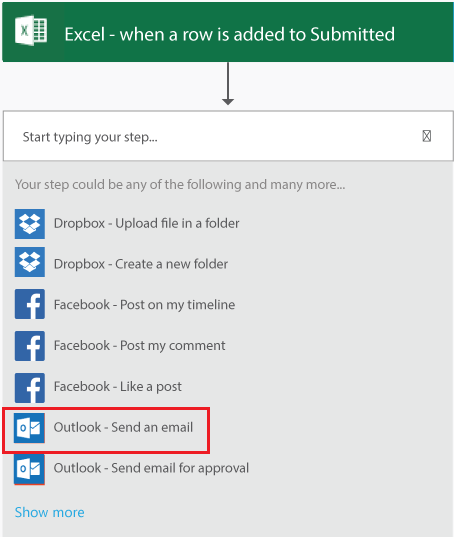 Excel - when a row is added to Submitted
Start typing your step...
Your step could be any of the following and many more...
Dropbox - Upload file in a folder
Dropbox - Create a new folder
Facebook - Post on my timeline
Facebook - Post my comment
Facebook - Like a post
Outlook - Send an email
Outlook - Send email for approval
Show more